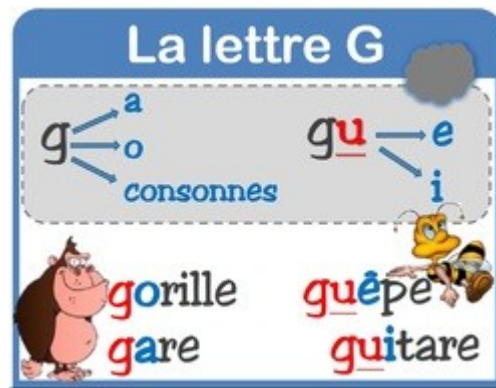 La lettre G
g
a
o
consonnes
gu
e
i
gorille
gare
guêpe
guitare